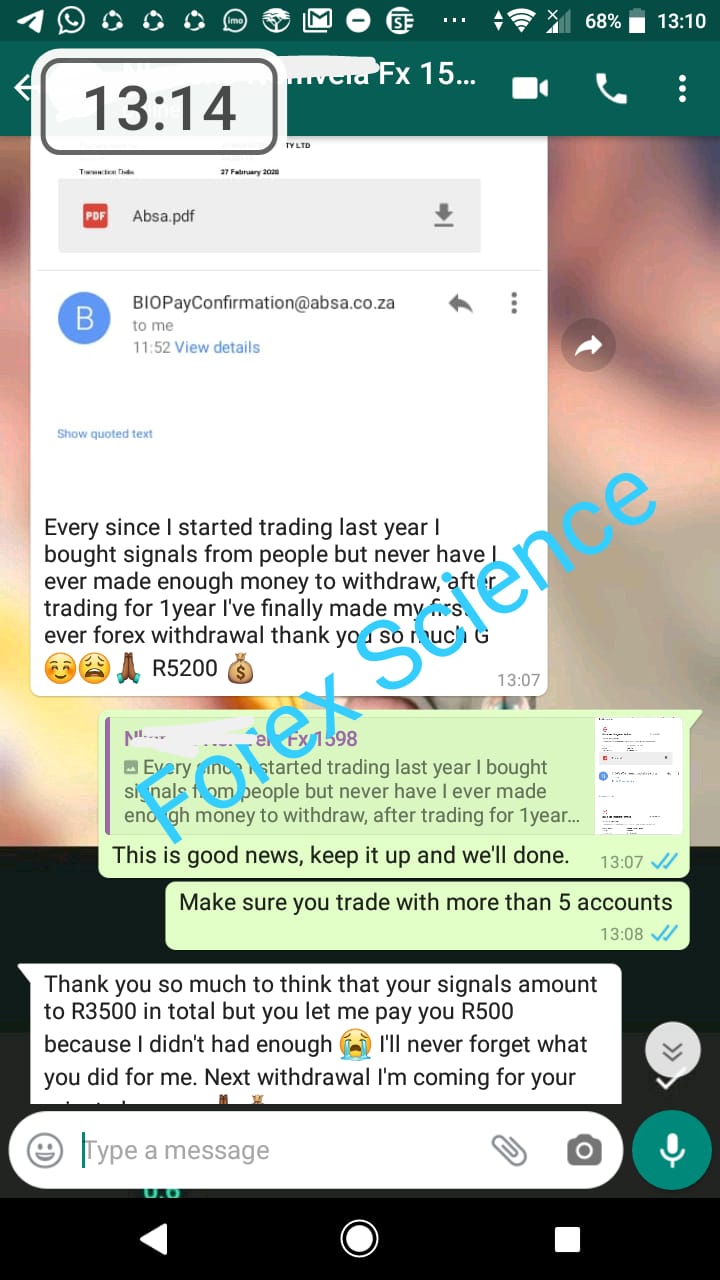 imo
M
S
...
68%
13:10
Fx 15...
13:14
TY LTD
Transaction Date
27 February 2020
PDF
Absa.pdf
B
BIOPayConfirmation@absa.co.za
to me
11:52 View details
Show quoted text
Every since I started trading last year I
bought signals from people but never have I
ever made enough money to withdraw, after
trading for 1year I've finally made my first
ever forex withdrawal thank you so much G
☺️😩🙏🏾 R5200 💰
13:07
Forex Science
Fx 1598
Every since I started trading last year I bought
signals from people but never have I ever made
enough money to withdraw, after trading for 1year...
This is good news, keep it up and we'll done.
13:07
Make sure you trade with more than 5 accounts
13:08
Thank you so much to think that your signals amount
to R3500 in total but you let me pay you R500
because I didn't had enough 😭 I'll never forget what
you did for me. Next withdrawal I'm coming for your
Type a message
0.6